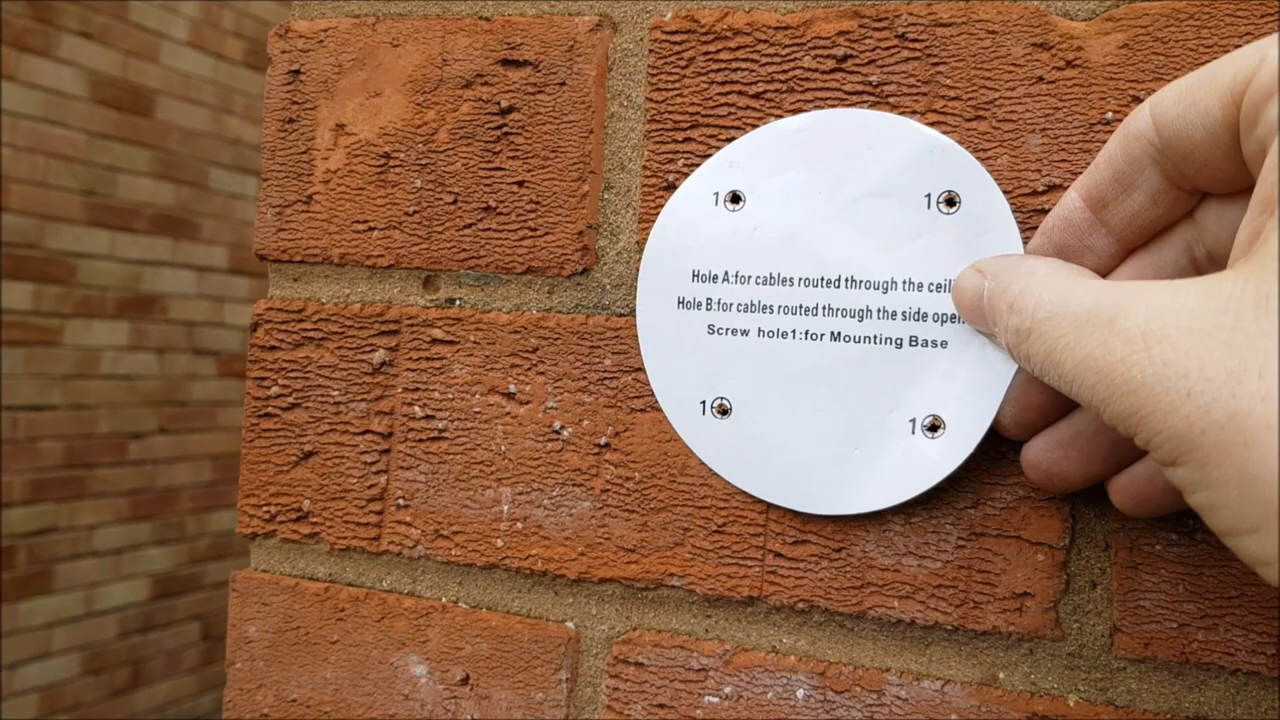 1 1
Hole A:for cables routed through the ceil
Hole B:for cables routed through the side open
Screw hole1:for Mounting Base
1 1